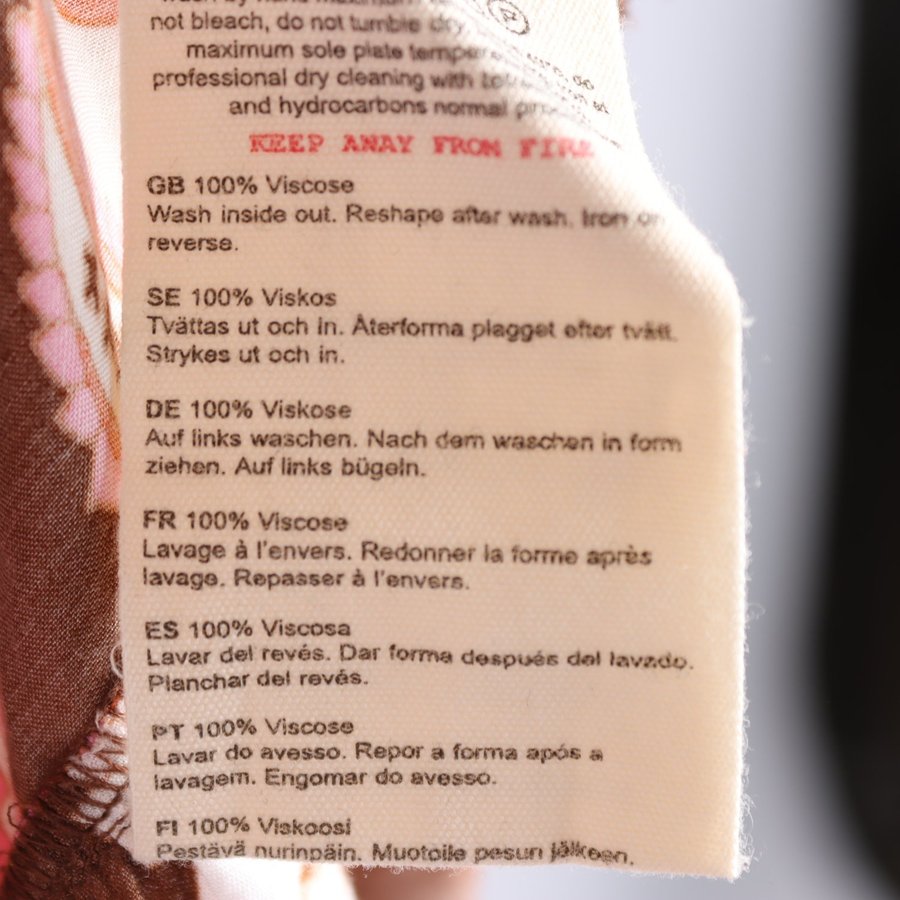 not bleach, do not tumble dry,
maximum sole plate
professional dry cleaning with
and hydrocarbons normal
KEEP AWAY FROM FIRE
GB 100% Viscose
Wash inside out. Reshape after wash. Iron on
reverse.
SE 100% Viskos
Tvättas ut och in. Återforma plagget efter tvätt.
Strykes ut och in.
DE 100% Viskose
Auf links waschen. Nach dem waschen in form
ziehen. Auf links bügeln.
FR 100% Viscose
Lavage à l'envers. Redonner la forme après
lavage. Repasser à l'envers.
ES 100% Viscosa
Lavar del revés. Dar forma después del lavado.
Planchar del revés.
PT 100% Viscose
Lavar do avesso. Repor a forma após a
lavagem. Engomar do avesso.
FI 100% Viskoosi
Pestävä nurinpäin. Muotoile pesun jälkeen.